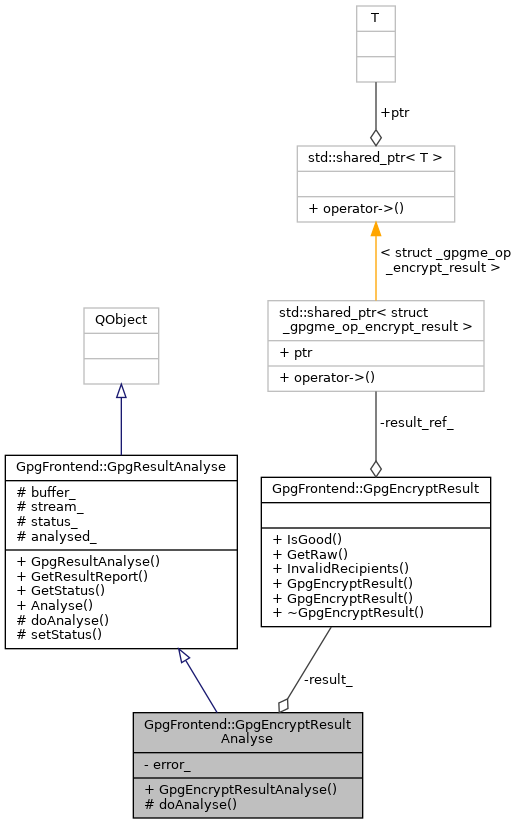 T
+ptr
std::shared_ptr< T >
+ operator->()
< struct _gpgme_op
_encrypt_result >
std::shared_ptr< struct
_gpgme_op_encrypt_result >
+ ptr
+ operator->()
QObject
-result_ref_
GpgFrontend::GpgResultAnalyse
# buffer_
# stream_
# status_
# analysed_
+ GpgResultAnalyse()
+ GetResultReport()
+ GetStatus()
+ Analyse()
# doAnalyse()
# setStatus()
GpgFrontend::GpgEncryptResult
+ IsGood()
+ GetRaw()
+ InvalidRecipients()
+ GpgEncryptResult()
+ GpgEncryptResult()
+ ~GpgEncryptResult()
-result_
GpgFrontend::GpgEncryptResult
Analyse
- error_
+ GpgEncryptResultAnalyse()
# doAnalyse()